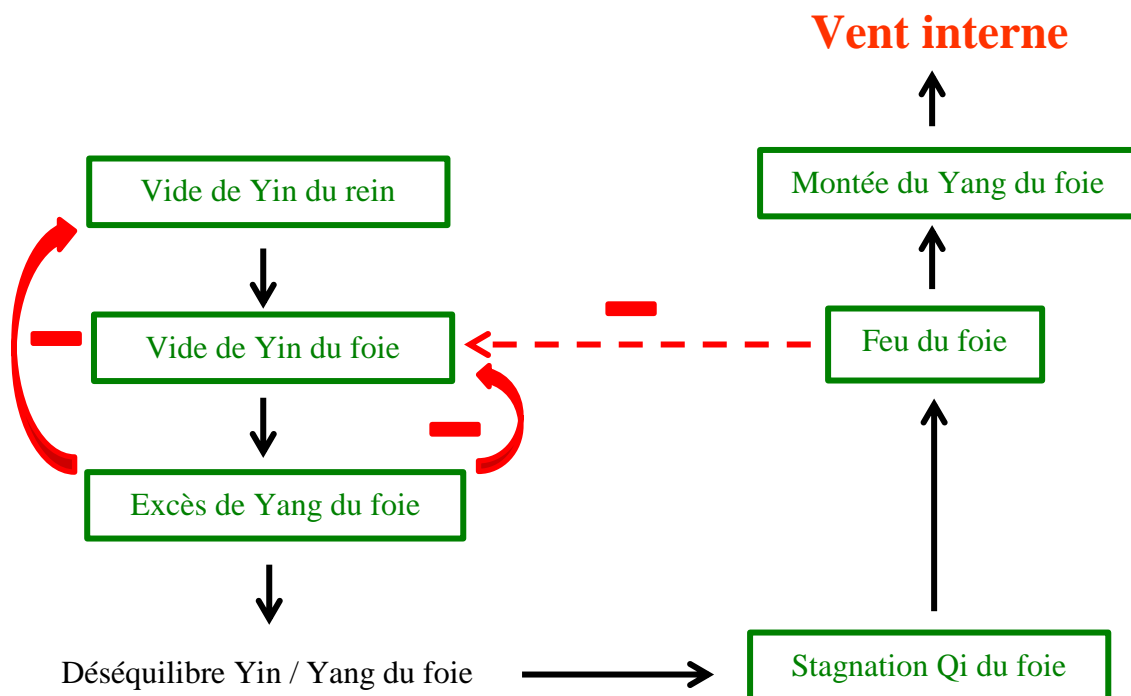 Vent interne
Vide de Yin du rein
Montée du Yang du foie
Vide de Yin du foie
Feu du foie
Excès de Yang du foie
Déséquilibre Yin / Yang du foie
Stagnation Qi du foie